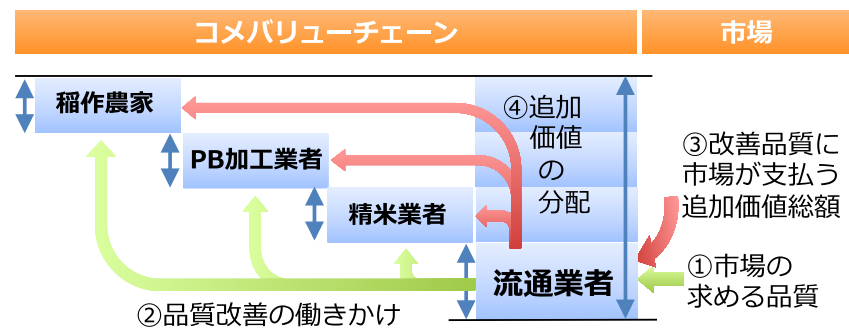 コメバリューチェーン
市場
稲作農家
PB加工業者
精米業者
流通業者
④追加
価値
の
分配
③改善品質に
市場が支払う
追加価値総額
①市場の
求める品質
②品質改善の働きかけ